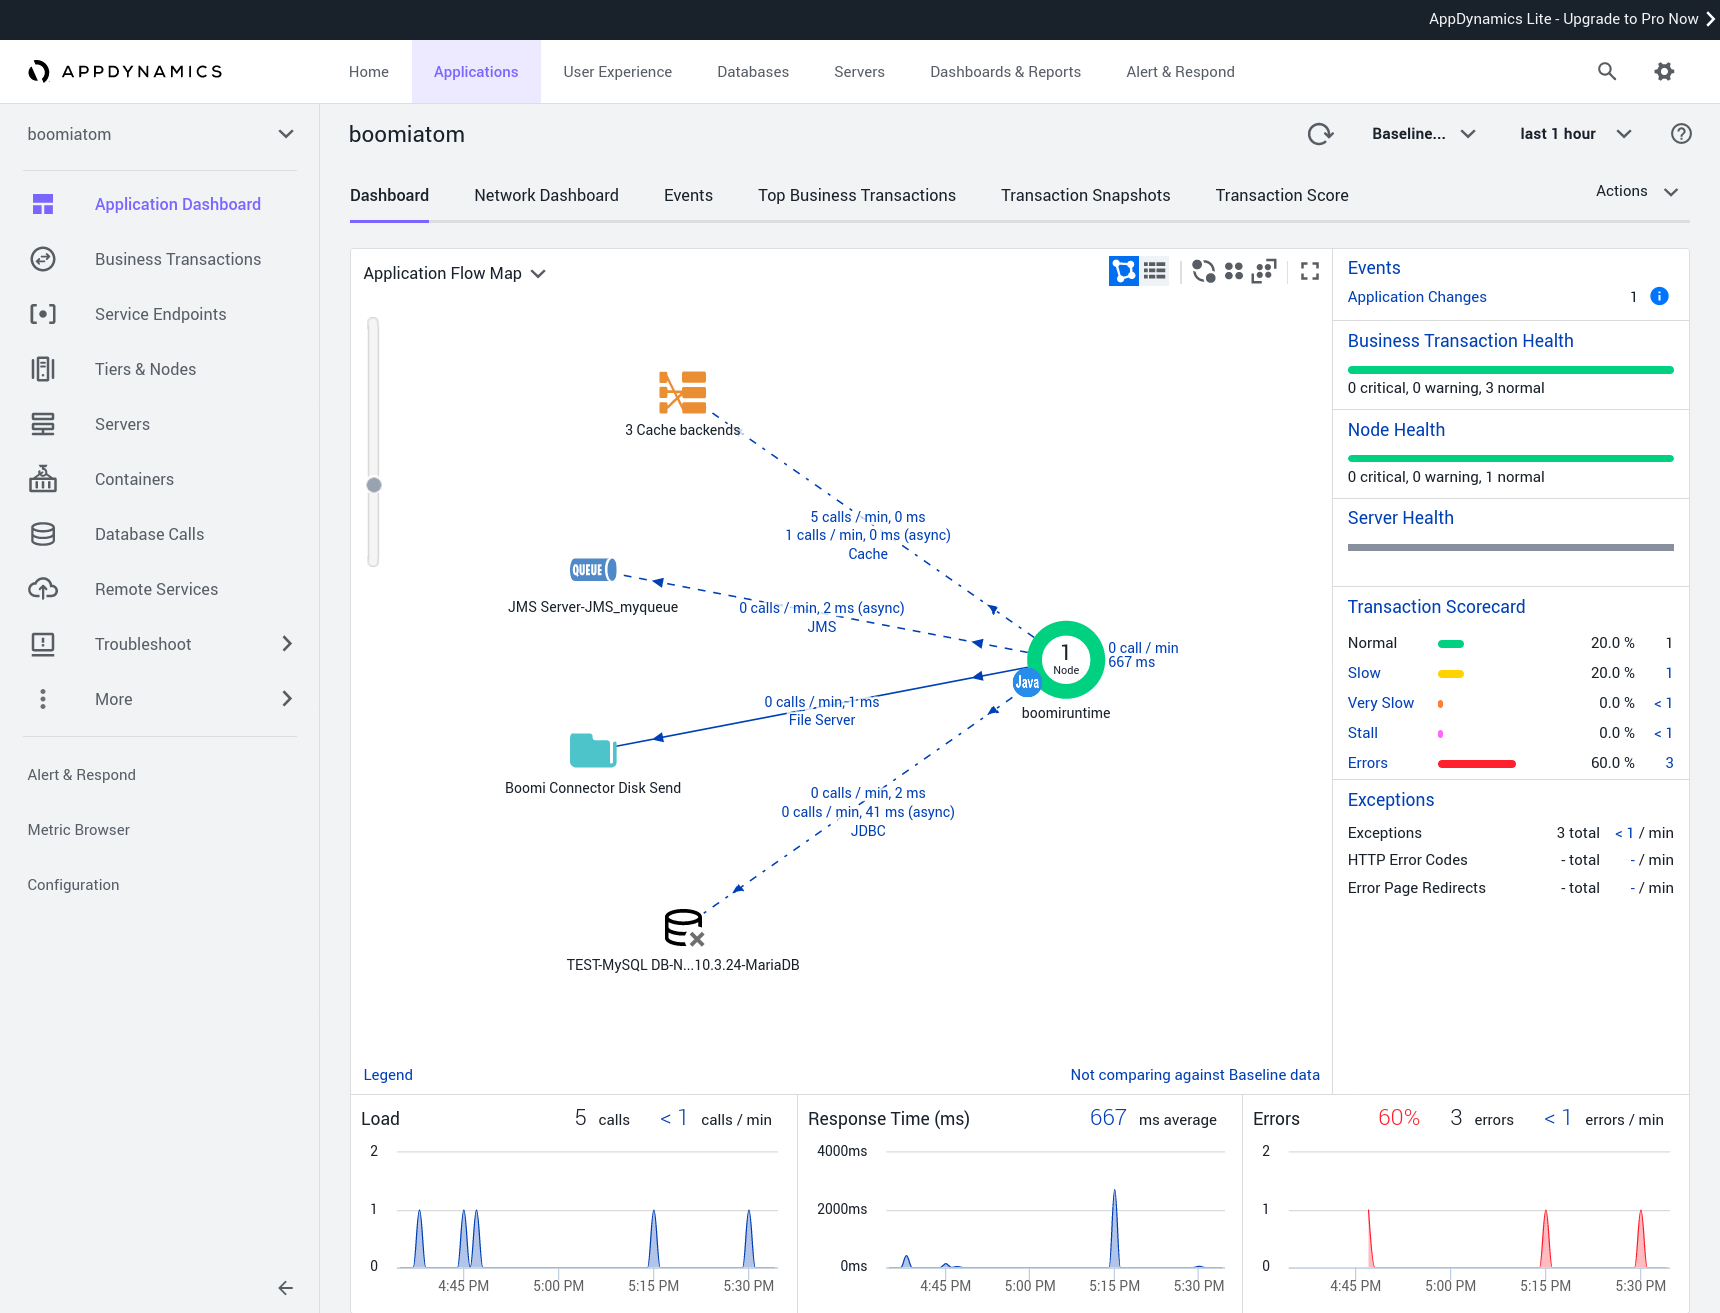 AppDynamics Lite - Upgrade to Pro Now
APPDYNAMICS
Home
Applications
User Experience
Databases
Servers
Dashboards & Reports
Alert & Respond
boomiatom
Application Dashboard
Business Transactions
Service Endpoints
Tiers & Nodes
Servers
Containers
Database Calls
Remote Services
Troubleshoot
More
Alert & Respond
Metric Browser
Configuration
boomiatom
Baseline...
last 1 hour
Dashboard
Network Dashboard
Events
Top Business Transactions
Transaction Snapshots
Transaction Score
Actions
Application Flow Map
3 Cache backends
5 calls / min, 0 ms
1 calls / min, 0 ms (async)
Cache
QUEUE
JMS Server-JMS_myqueue
0 calls / min, 2 ms (async)
JMS
1
Node
Java
0 call / min
667 ms
boomiruntime
0 calls / min, 1 ms
File Server
Boomi Connector Disk Send
0 calls / min, 2 ms
0 calls / min, 41 ms (async)
JDBC
TEST-MySQL DB-N...10.3.24-MariaDB
Legend
Not comparing against Baseline data
Events
Application Changes 1
Business Transaction Health
0 critical, 0 warning, 3 normal
Node Health
0 critical, 0 warning, 1 normal
Server Health
Transaction Scorecard
Normal 20.0 % 1
Slow 20.0 % 1
Very Slow 0.0 % < 1
Stall 0.0 % < 1
Errors 60.0 % 3
Exceptions
Exceptions 3 total < 1 / min
HTTP Error Codes - total - / min
Error Page Redirects - total - / min
Load 5 calls < 1 calls / min
2
1
0
4:45 PM 5:00 PM 5:15 PM 5:30 PM
Response Time (ms) 667 ms average
4000ms
2000ms
0ms
4:45 PM 5:00 PM 5:15 PM 5:30 PM
Errors 60% 3 errors < 1 errors / min
2
1
0
4:45 PM 5:00 PM 5:15 PM 5:30 PM